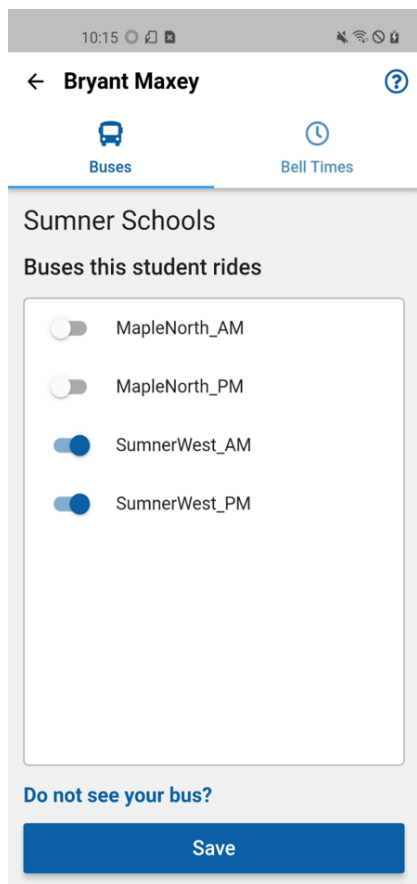 10:15
Bryant Maxey
Buses
Bell Times
Sumner Schools
Buses this student rides
MapleNorth_AM
MapleNorth_PM
SumnerWest_AM
SumnerWest_PM
Do not see your bus?
Save